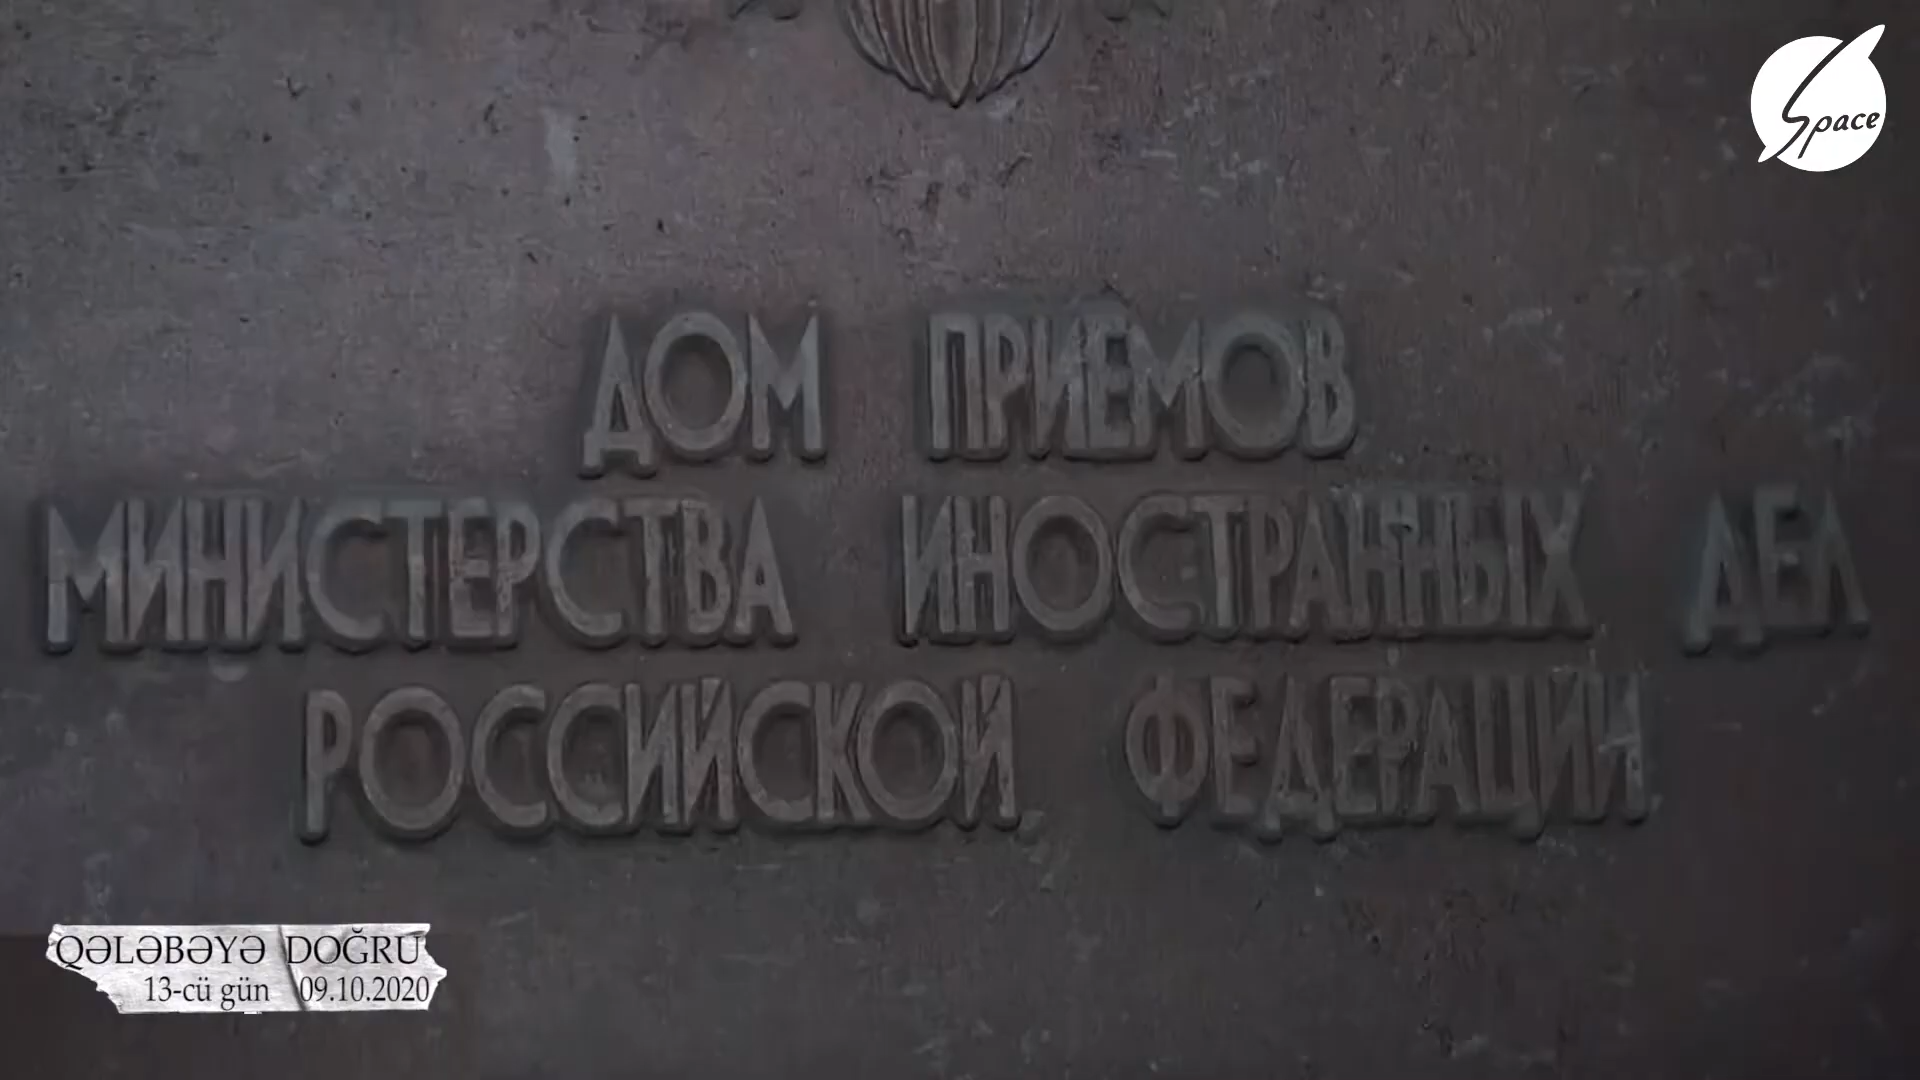 Space
ДОМ ПРИЕМОВ
МИНИСТЕРСТВА ИНОСТРАННЫХ ДЕЛ
РОССИЙСКОЙ ФЕДЕРАЦИИ
QƏLƏBƏYƏ DOĞRU
13-cü gün 09.10.2020